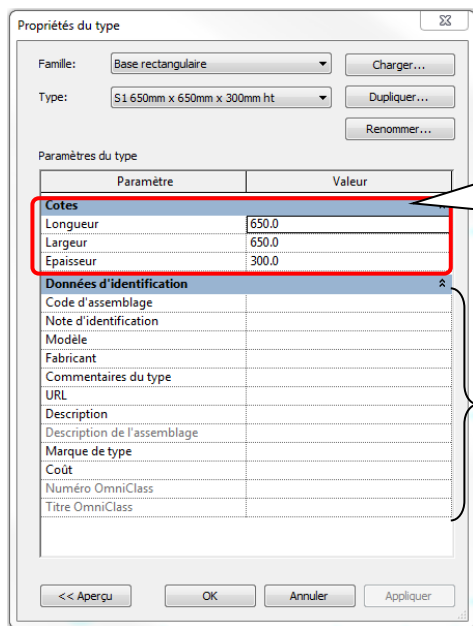 Propriétés du type
Famille: Base rectangulaire Charger...
Type: S1 650mm x 650mm x 300mm ht Dupliquer...
Renommer...
Paramètres du type
Paramètre Valeur
Cotes
Longueur 650.0
Largeur 650.0
Epaisseur 300.0
Données d'identification
Code d'assemblage
Note d'identification
Modèle
Fabricant
Commentaires du type
URL
Description
Description de l'assemblage
Marque de type
Coût
Numéro OmniClass
Titre OmniClass
<< Aperçu OK Annuler Appliquer